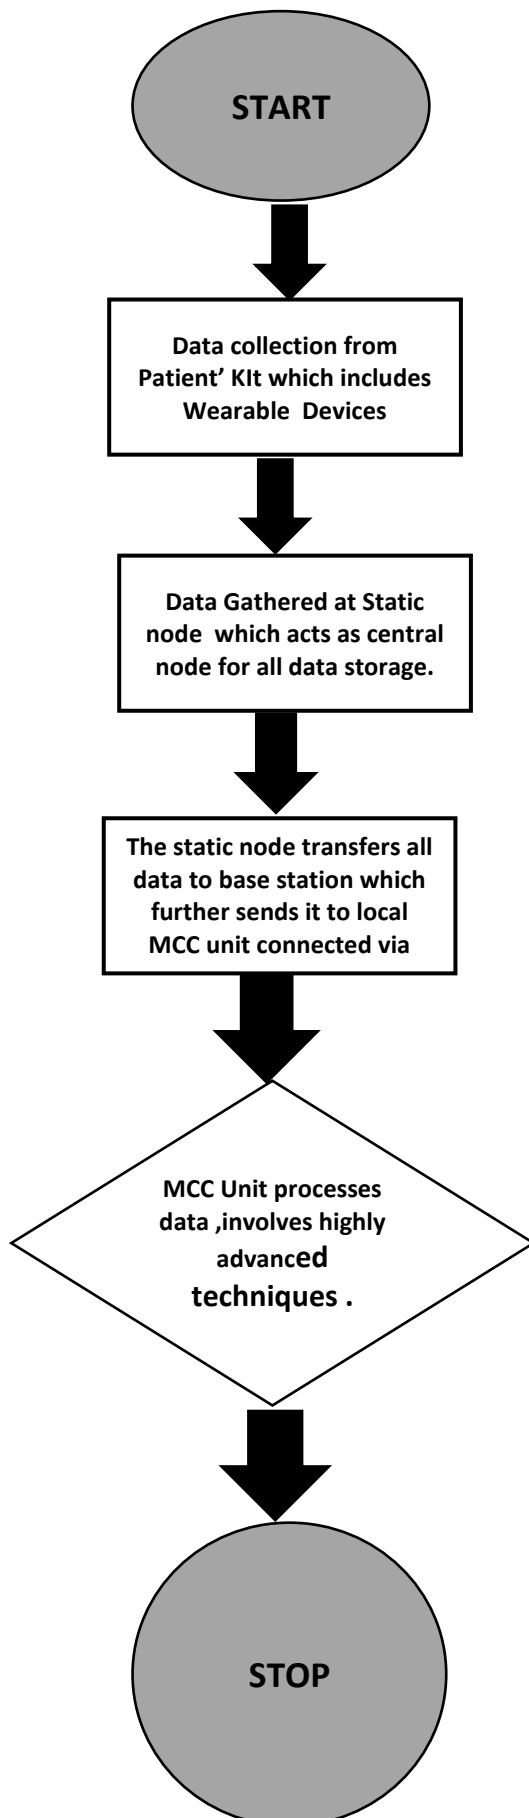 START
Data collection from
Patient’ KIt which includes
Wearable Devices
Data Gathered at Static
node which acts as central
node for all data storage.
The static node transfers all
data to base station which
further sends it to local
MCC unit connected via
MCC Unit processes
data ,involves highly
advanced
techniques .
STOP